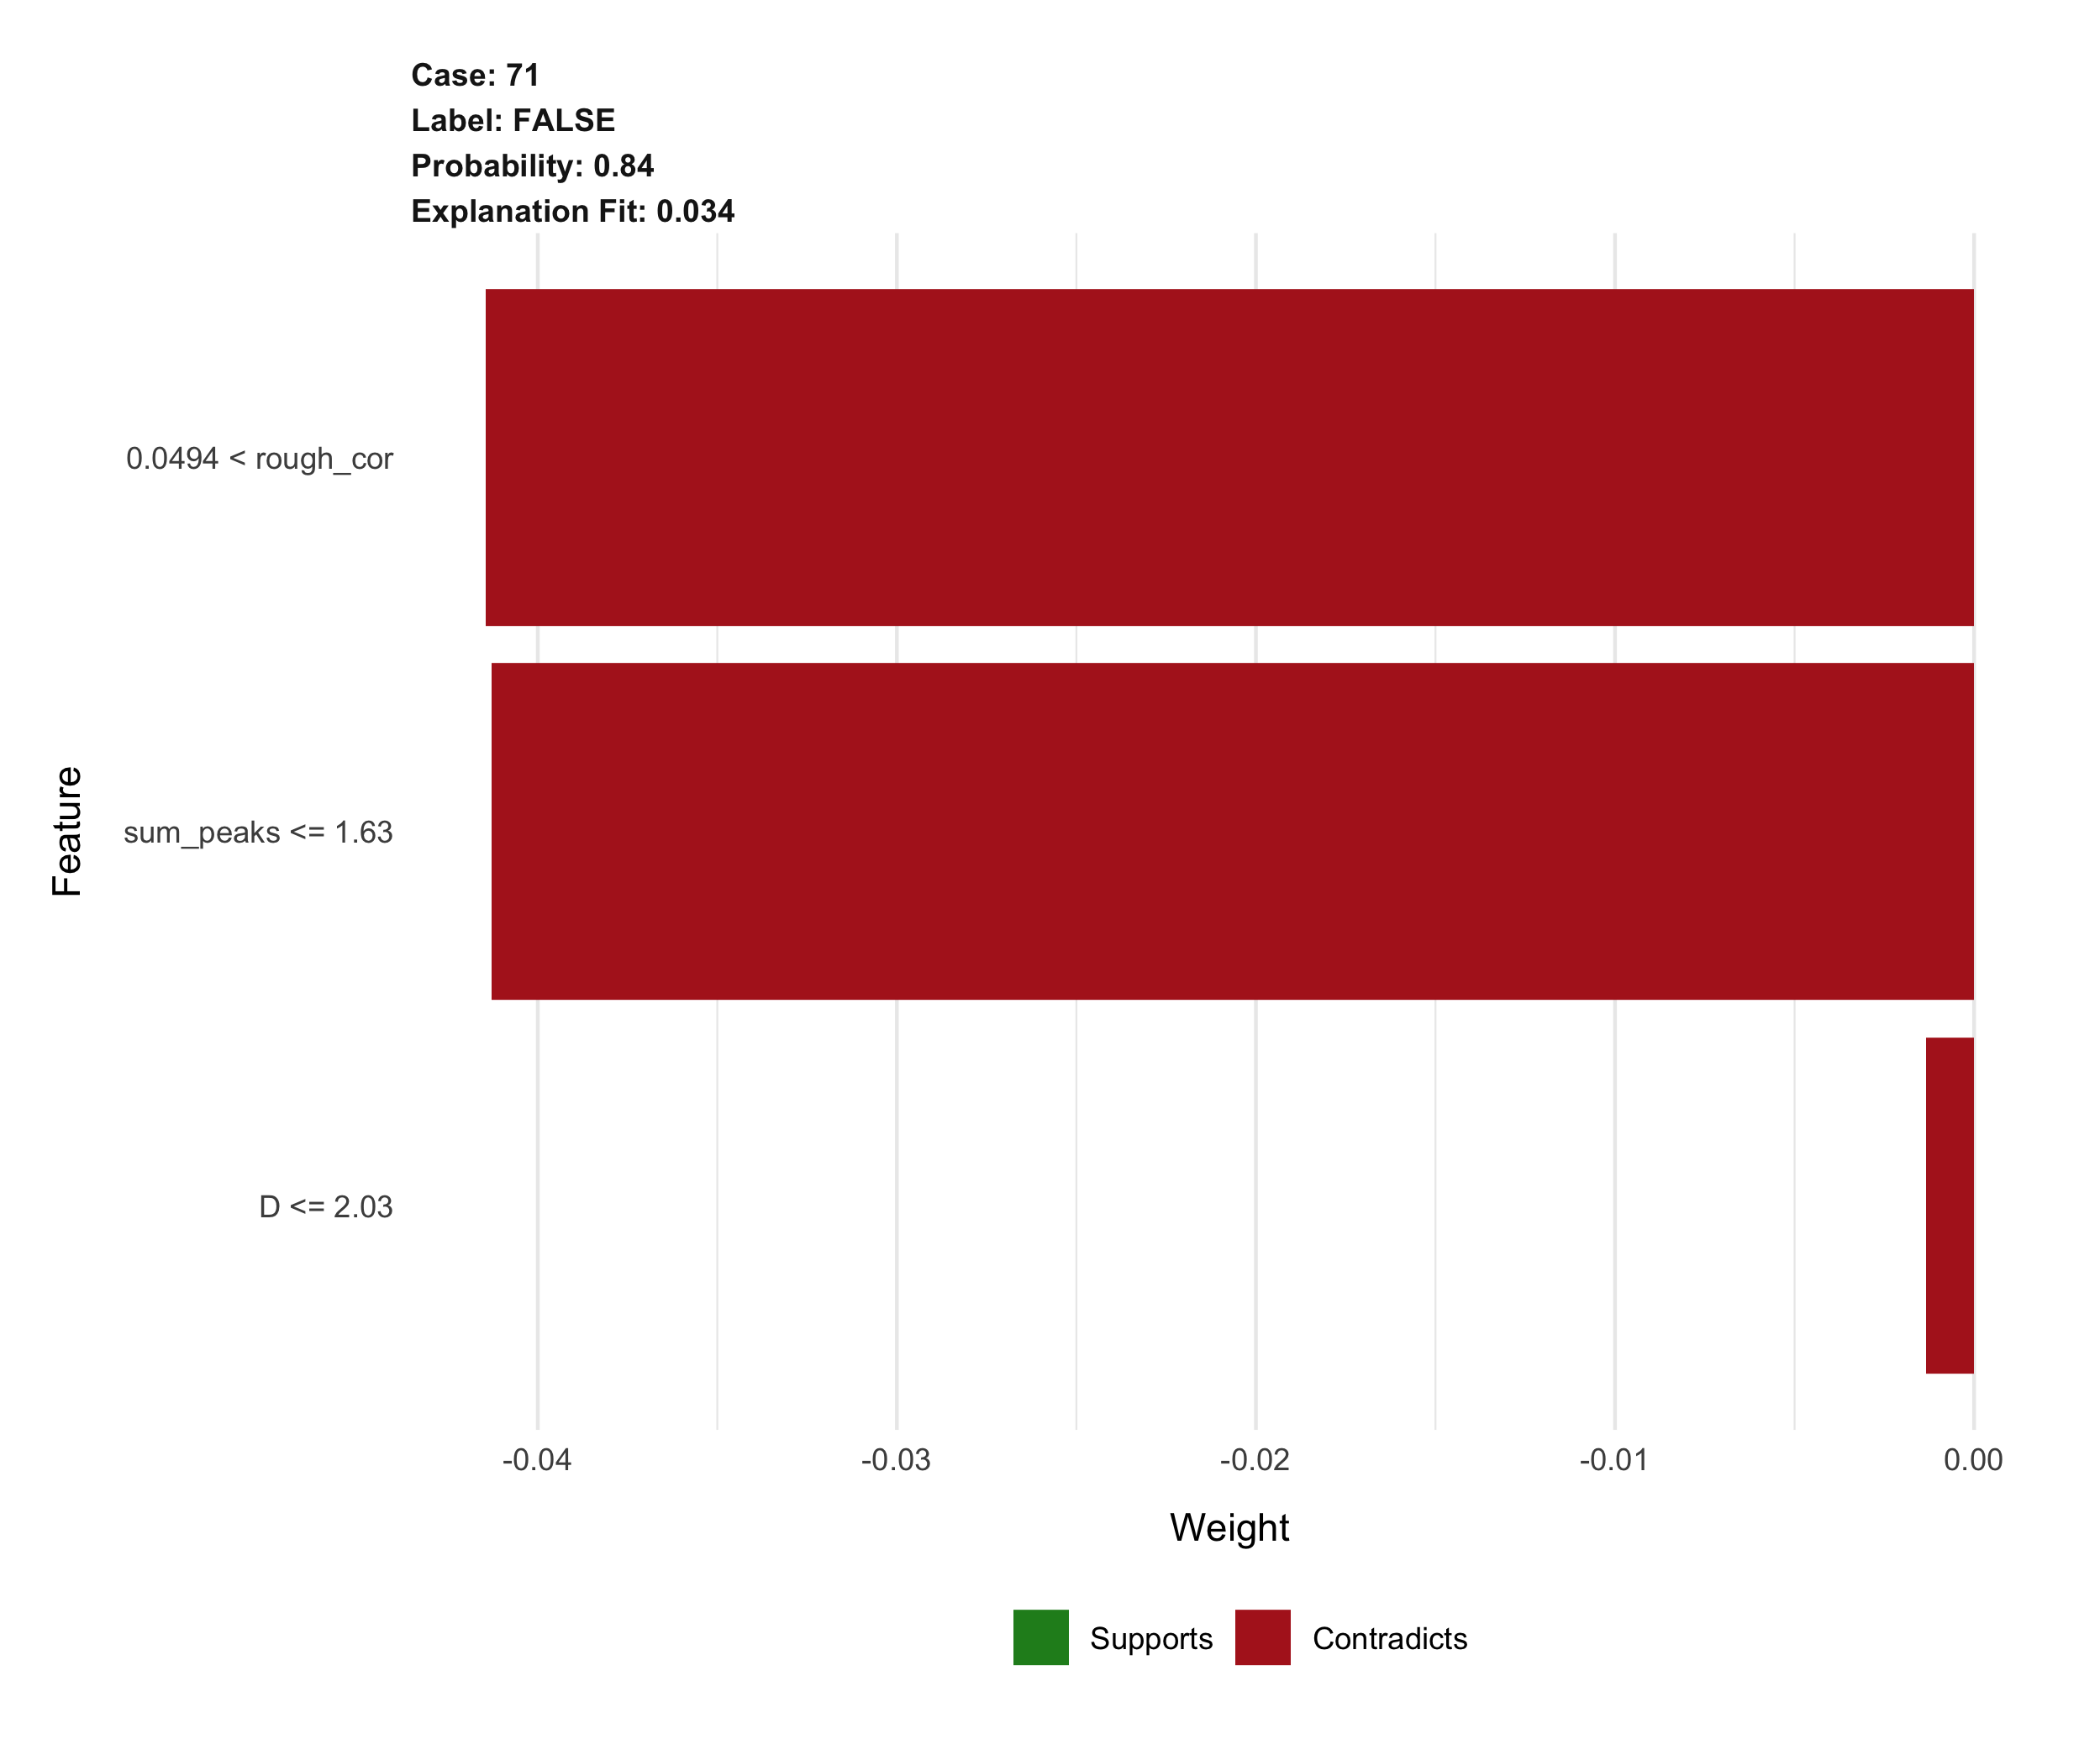 Case: 71
Label: FALSE
Probability: 0.84
Explanation Fit: 0.034
Feature
0.0494 < rough_cor
sum_peaks <= 1.63
D <= 2.03
-0.04 -0.03 -0.02 -0.01 0.00
Weight
Supports Contradicts